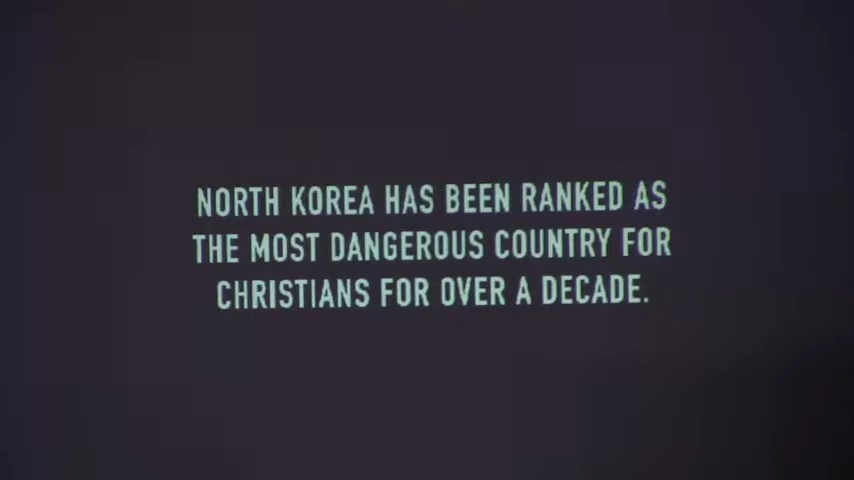 NORTH KOREA HAS BEEN RANKED AS
THE MOST DANGEROUS COUNTRY FOR
CHRISTIANS FOR OVER A DECADE.